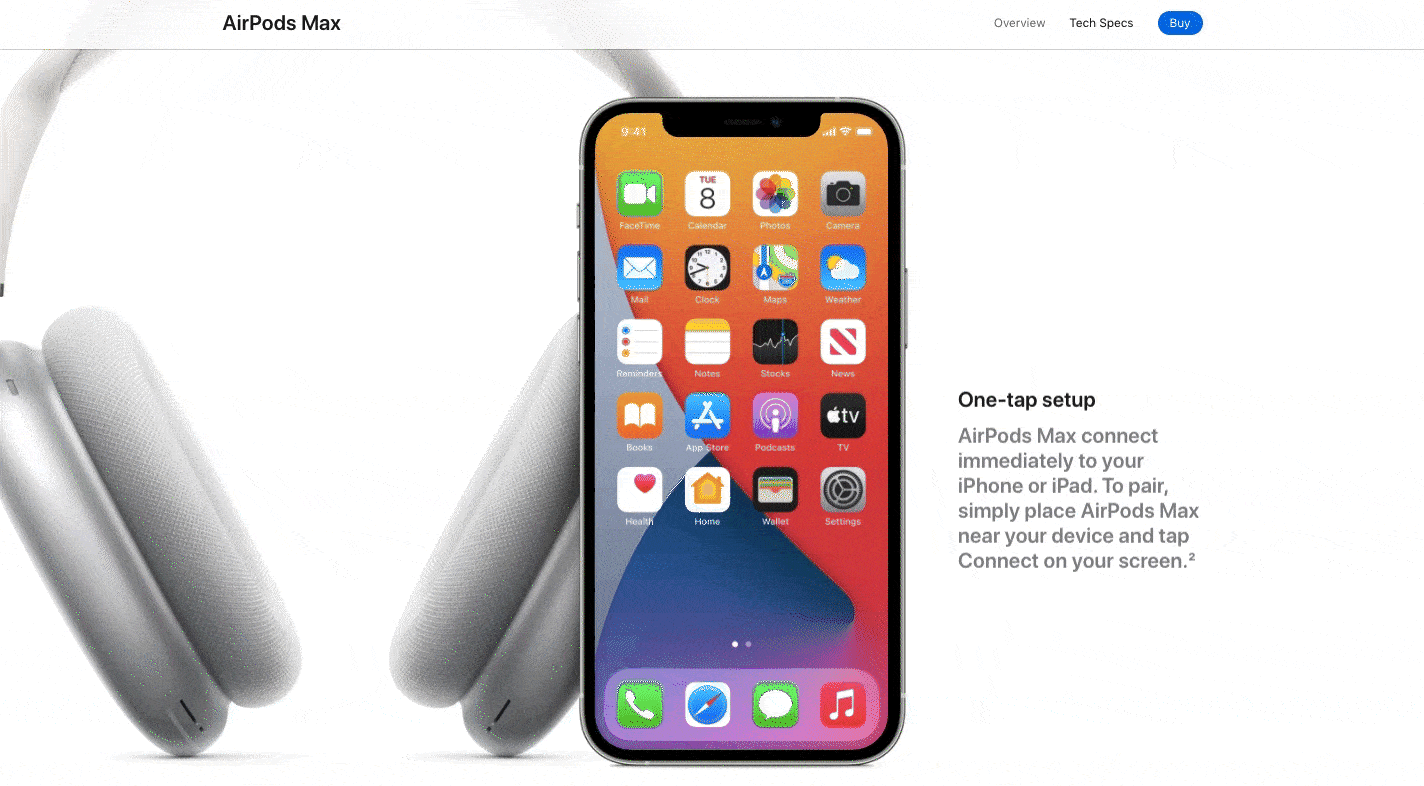 AirPods Max
Overview Tech Specs Buy
9:41
FaceTime
TUE
8
Calendar
Photos
Camera
Mail
Clock
Maps
Weather
Reminders
Notes
Stocks
News
Books
App Store
Podcasts
tv
TV
Health
Home
Wallet
Settings
One-tap setup
AirPods Max connect
immediately to your
iPhone or iPad. To pair,
simply place AirPods Max
near your device and tap
Connect on your screen.²